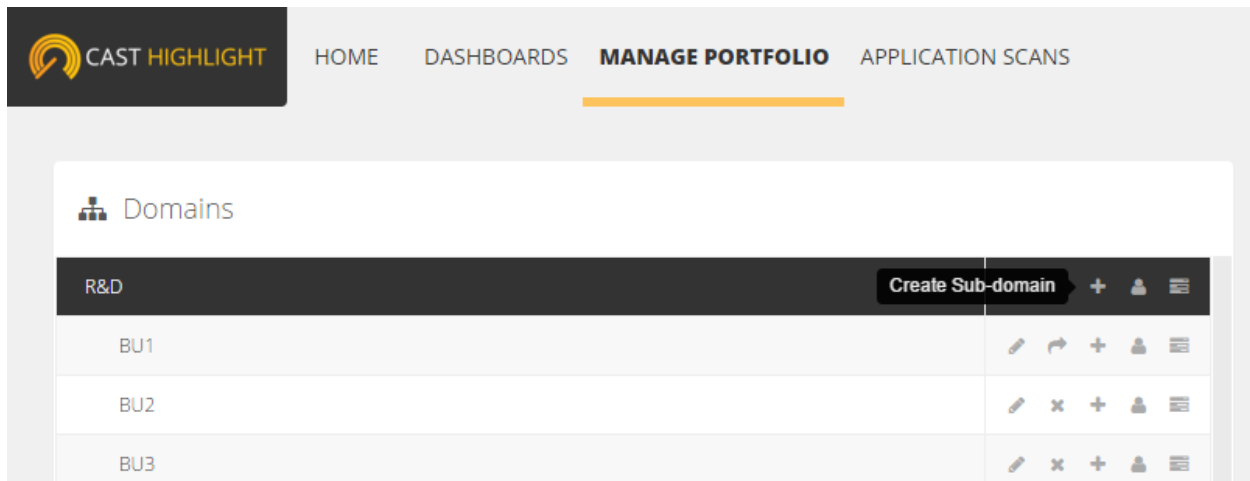 CAST HIGHLIGHT HOME DASHBOARDS MANAGE PORTFOLIO APPLICATION SCANS
Domains
R&D Create Sub-domain
BU1
BU2
BU3